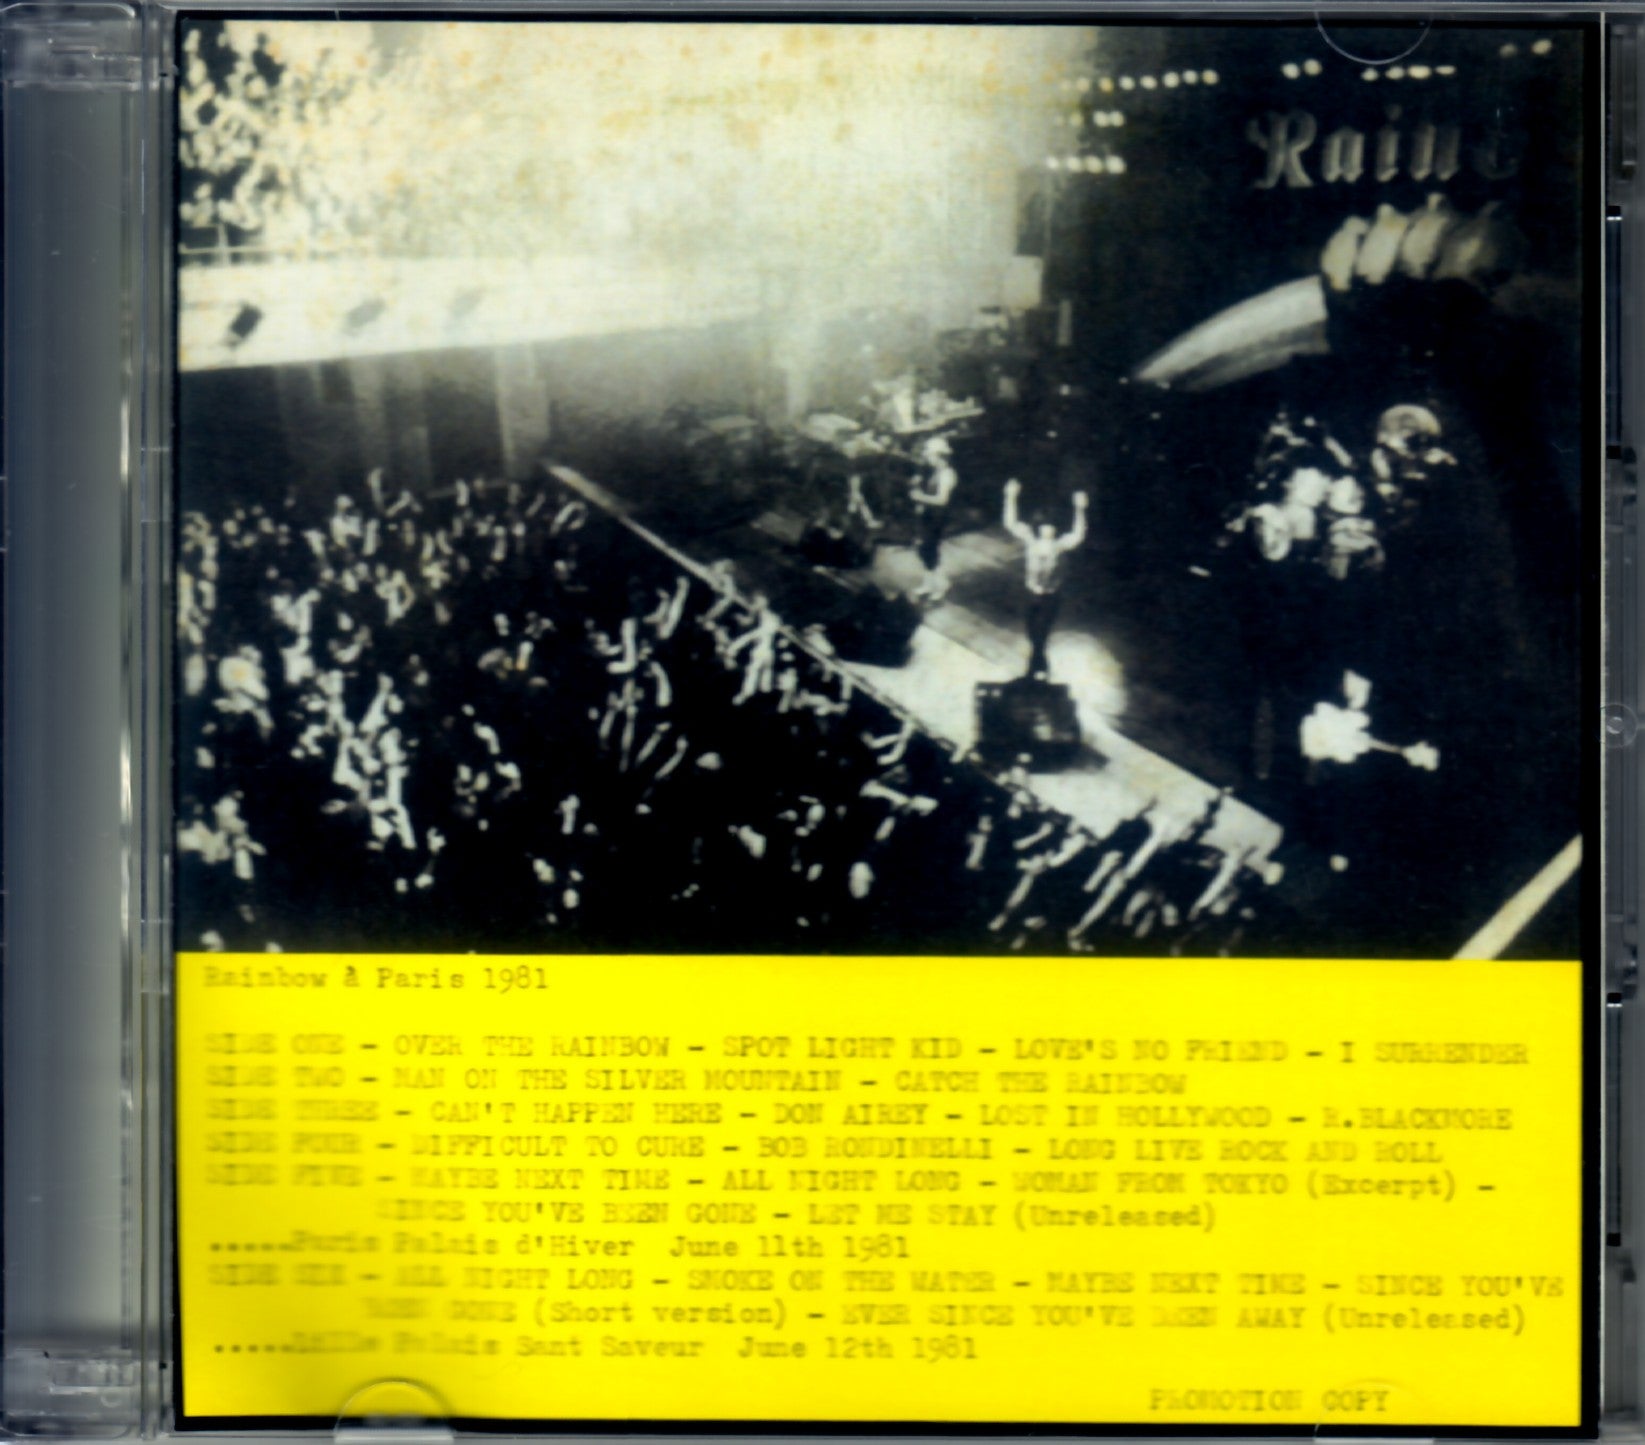 Rain
Rainbow à Paris 1981
SIDE ONE - OVER THE RAINBOW - SPOT LIGHT KID - LOVE'S NO FRIEND - I SURRENDER
SIDE TWO - MAN ON THE SILVER MOUNTAIN - CATCH THE RAINBOW
SIDE THREE - CAN'T HAPPEN HERE - DON AIREY - LOST IN HOLLYWOOD - R.BLACKMORE
SIDE FOUR - DIFFICULT TO CURE - BOB RONDINELLI - LONG LIVE ROCK AND ROLL
SIDE FIVE - MAYBE NEXT TIME - ALL NIGHT LONG - WOMAN FROM TOKYO (Excerpt) -
SINCE YOU'VE BEEN GONE - LET ME STAY (Unreleased)
.....Paris Palais d'Hiver June 11th 1981
SIDE SIX - ALL NIGHT LONG - SMOKE ON THE WATER - MAYBE NEXT TIME - SINCE YOU'VE
BEEN GONE (Short version) - EVER SINCE YOU'VE BEEN AWAY (Unreleased)
.....Lille Palais Sant Saveur June 12th 1981
PROMOTION COPY